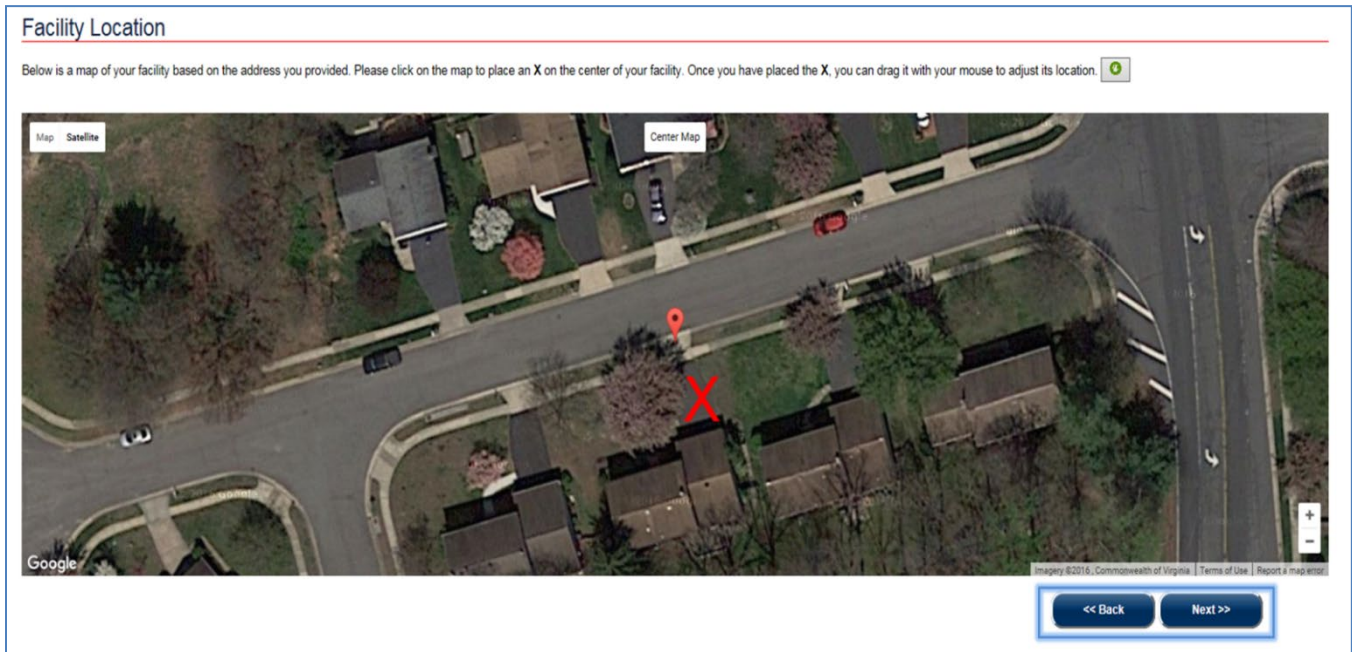 Facility Location
Below is a map of your facility based on the address you provided. Please click on the map to place an X on the center of your facility. Once you have placed the X, you can drag it with your mouse to adjust its location.
Map Satellite
Center Map
X
+
−
Google
Imagery ©2016 , Commonwealth of Virginia Terms of Use Report a map error
<< Back Next >>